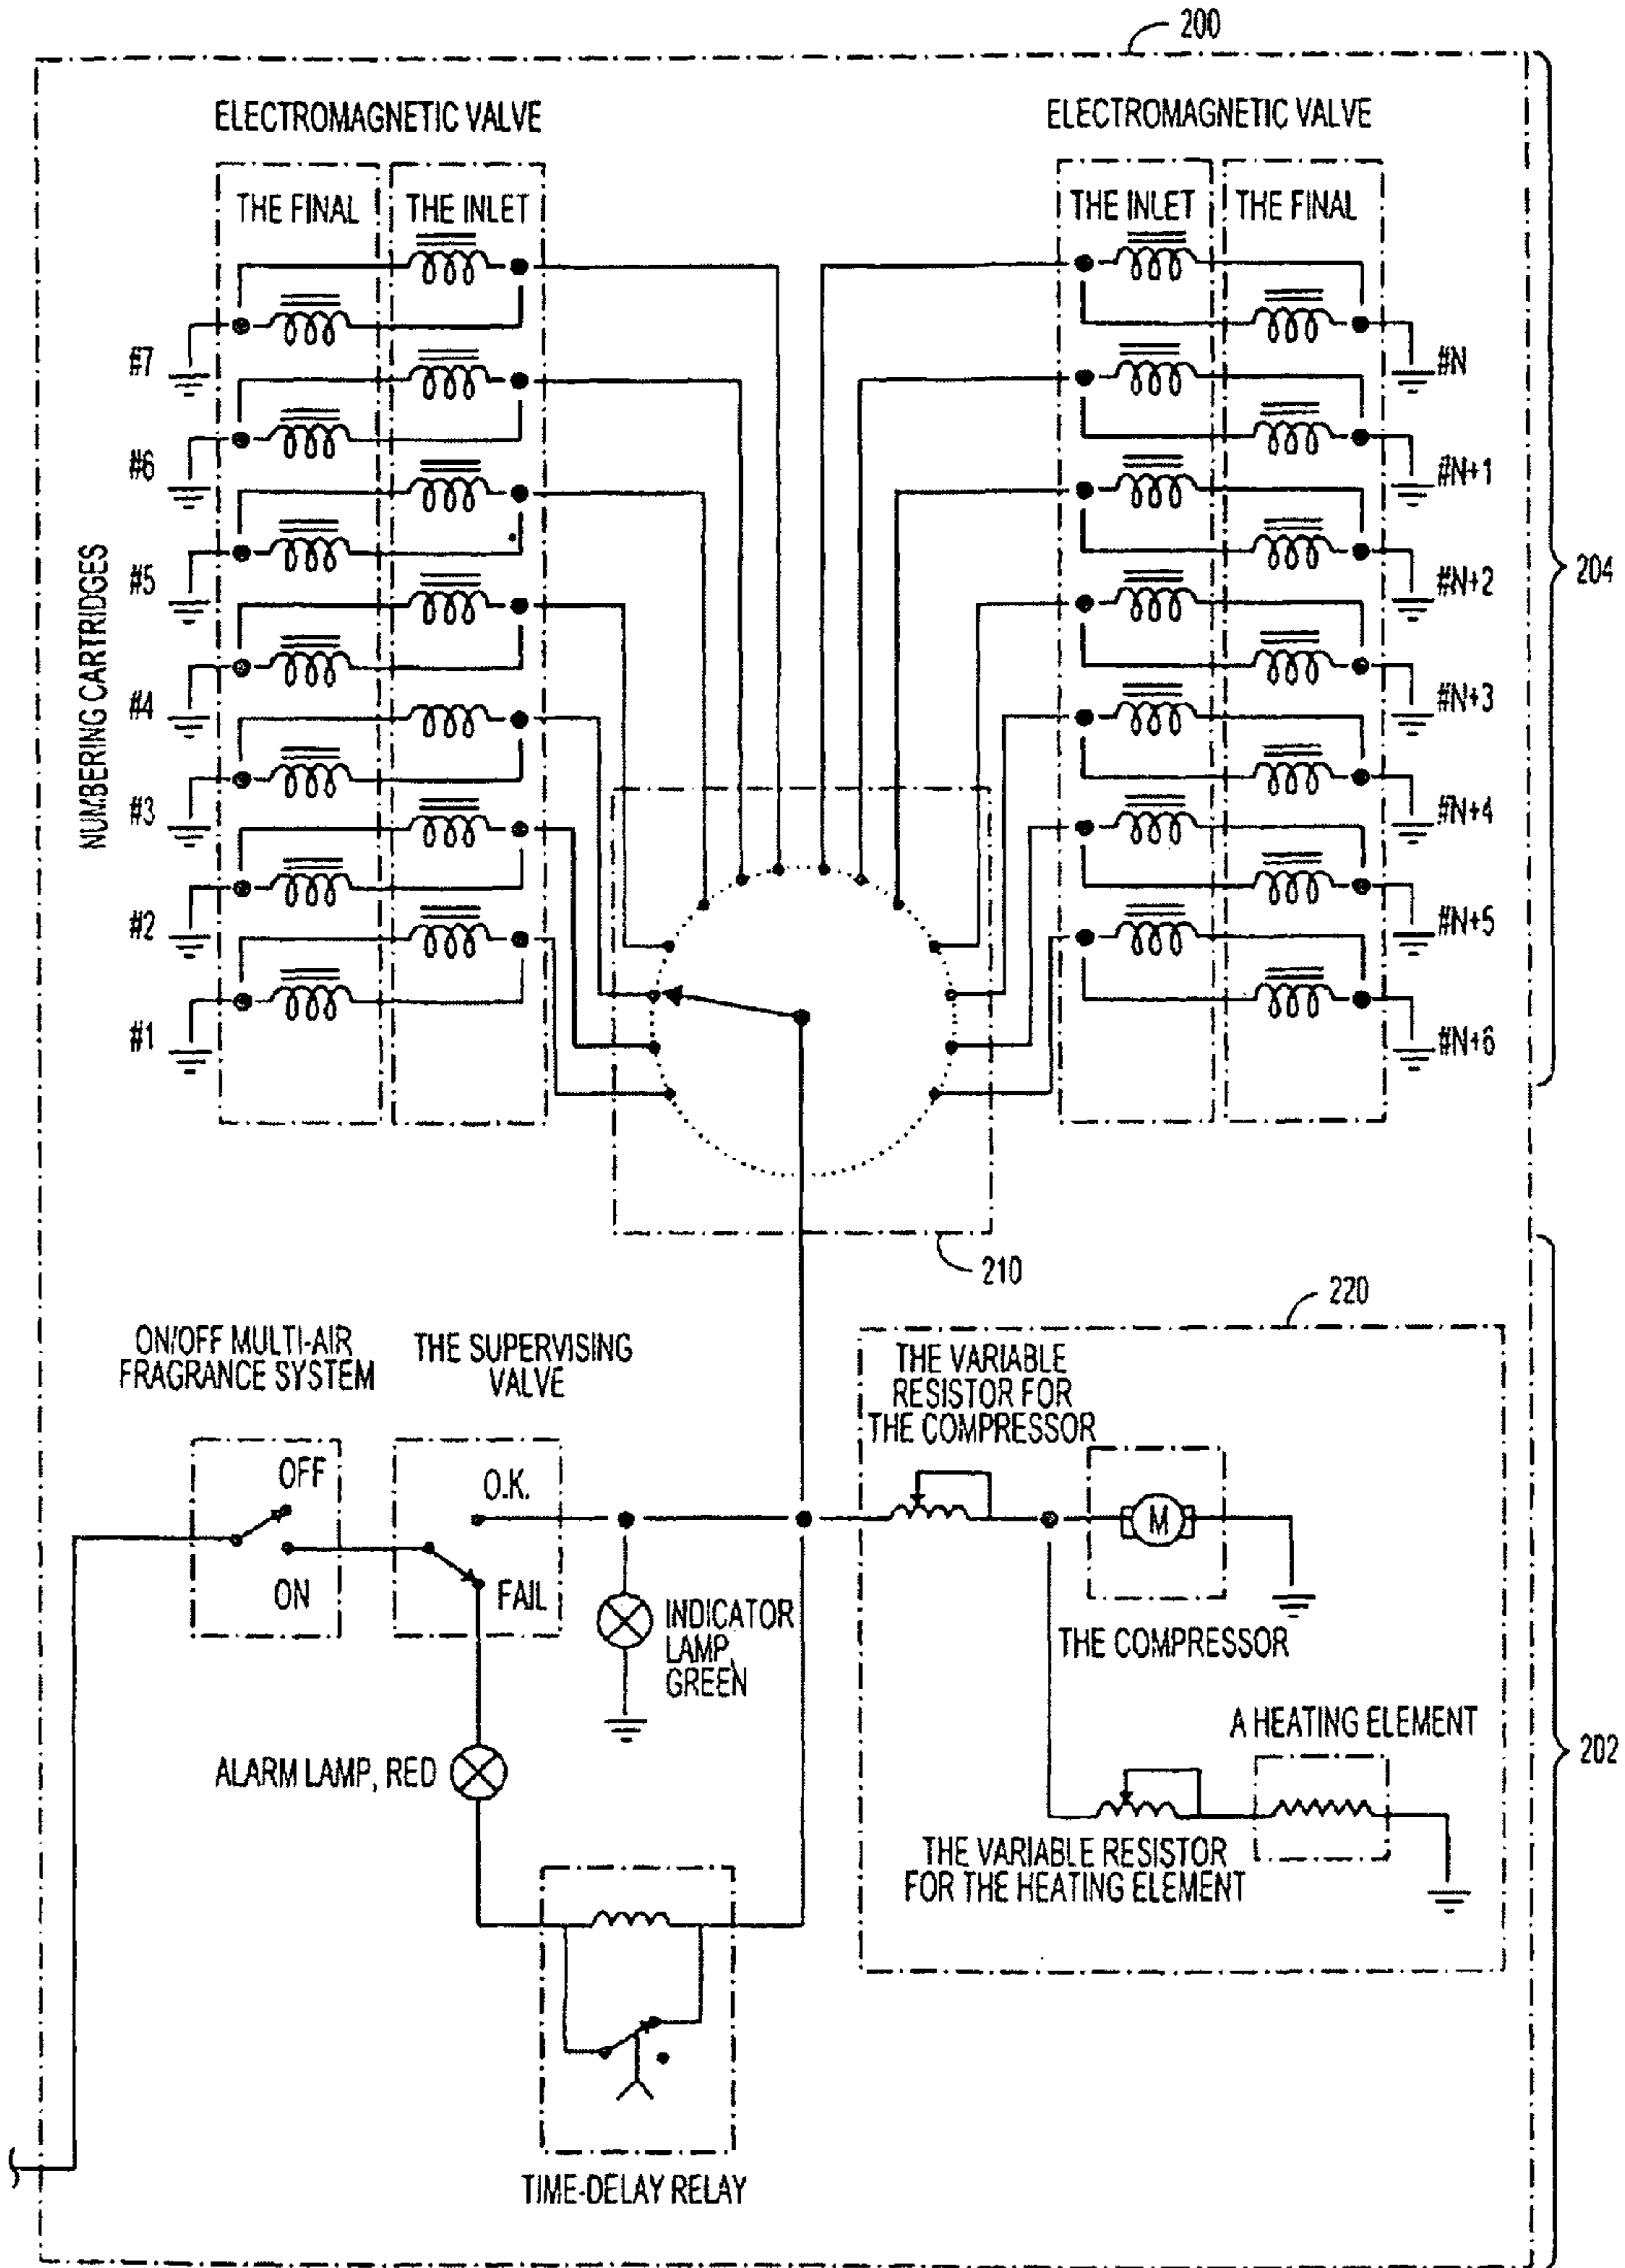 200
ELECTROMAGNETIC VALVE
ELECTROMAGNETIC VALVE
THE FINAL
THE INLET
THE INLET
THE FINAL
#7
#6
#5
#4
#3
#2
#1
NUMBERING CARTRIDGES
#N
#N+1
#N+2
#N+3
#N+4
#N+5
#N+6
204
210
220
ON/OFF MULTI-AIR
FRAGRANCE SYSTEM
THE SUPERVISING
VALVE
OFF
ON
O.K.
FAIL
INDICATOR
LAMP,
GREEN
ALARM LAMP, RED
TIME-DELAY RELAY
THE VARIABLE
RESISTOR FOR
THE COMPRESSOR
M
THE COMPRESSOR
A HEATING ELEMENT
THE VARIABLE RESISTOR
FOR THE HEATING ELEMENT
202